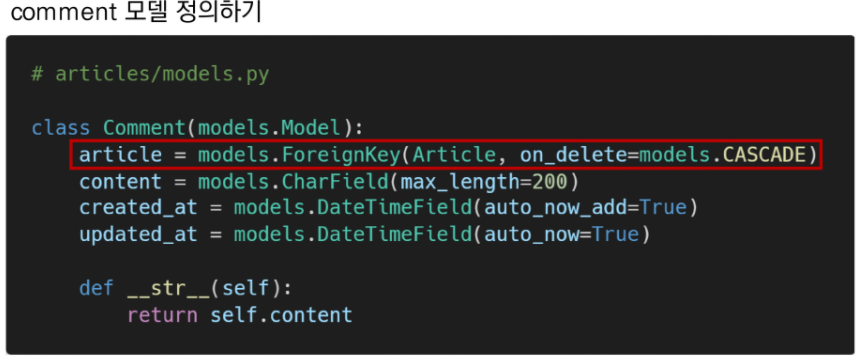 comment 모델 정의하기
# articles/models.py
class Comment(models.Model):
    article = models.ForeignKey(Article, on_delete=models.CASCADE)
    content = models.CharField(max_length=200)
    created_at = models.DateTimeField(auto_now_add=True)
    updated_at = models.DateTimeField(auto_now=True)
    def __str__(self):
        return self.content